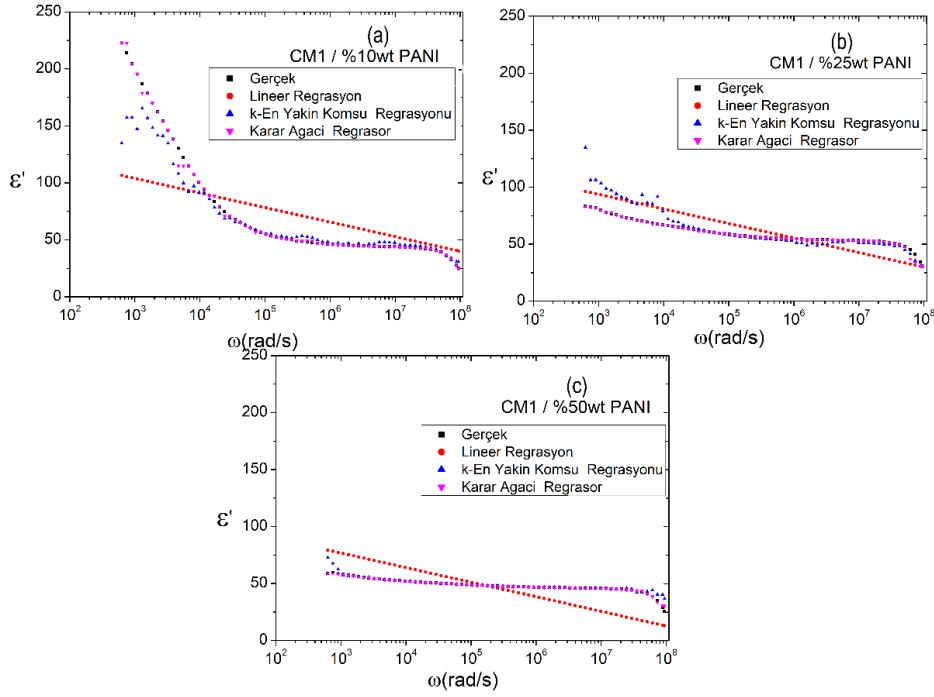 (a)
CM1 / %10wt PANI
Gerçek
Lineer Regrasyon
k-En Yakin Komsu Regrasyonu
Karar Agaci Regrasor
250
200
150
100
50
0
ε'
10² 10³ 10⁴ 10⁵ 10⁶ 10⁷ 10⁸
ω(rad/s)
(b)
CM1 / %25wt PANI
Gerçek
Lineer Regrasyon
k-En Yakin Komsu Regrasyonu
Karar Agaci Regrasor
250
200
150
100
50
0
ε'
10² 10³ 10⁴ 10⁵ 10⁶ 10⁷ 10⁸
ω(rad/s)
(c)
CM1 / %50wt PANI
Gerçek
Lineer Regrasyon
k-En Yakin Komsu Regrasyonu
Karar Agaci Regrasor
250
200
150
100
50
0
ε'
10² 10³ 10⁴ 10⁵ 10⁶ 10⁷ 10⁸
ω(rad/s)